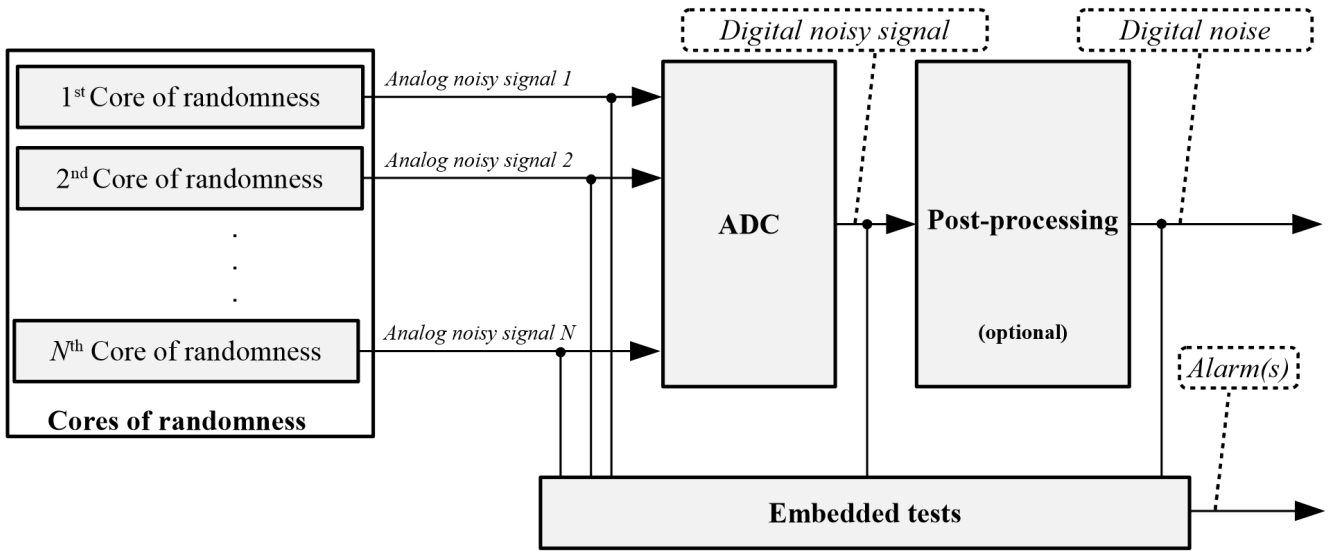 Digital noisy signal
Digital noise
1st Core of randomness
Analog noisy signal 1
2nd Core of randomness
Analog noisy signal 2
.
.
.
Nth Core of randomness
Analog noisy signal N
Cores of randomness
ADC
Post-processing
(optional)
Alarm(s)
Embedded tests